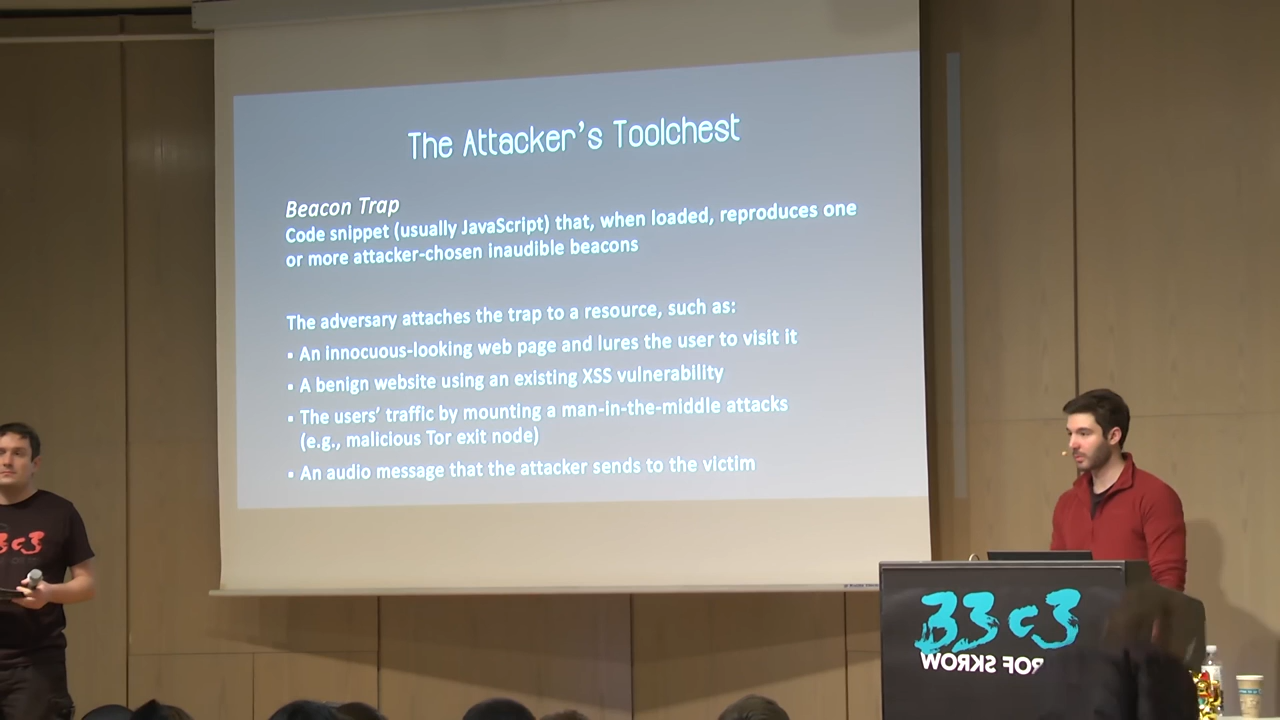 The Attacker's Toolchest
Beacon Trap
Code snippet (usually JavaScript) that, when loaded, reproduces one
or more attacker-chosen inaudible beacons
The adversary attaches the trap to a resource, such as:
▪ An innocuous-looking web page and lures the user to visit it
▪ A benign website using an existing XSS vulnerability
▪ The users' traffic by mounting a man-in-the-middle attacks
(e.g., malicious Tor exit node)
▪ An audio message that the attacker sends to the victim
3c3
33c3
WORKS FOR